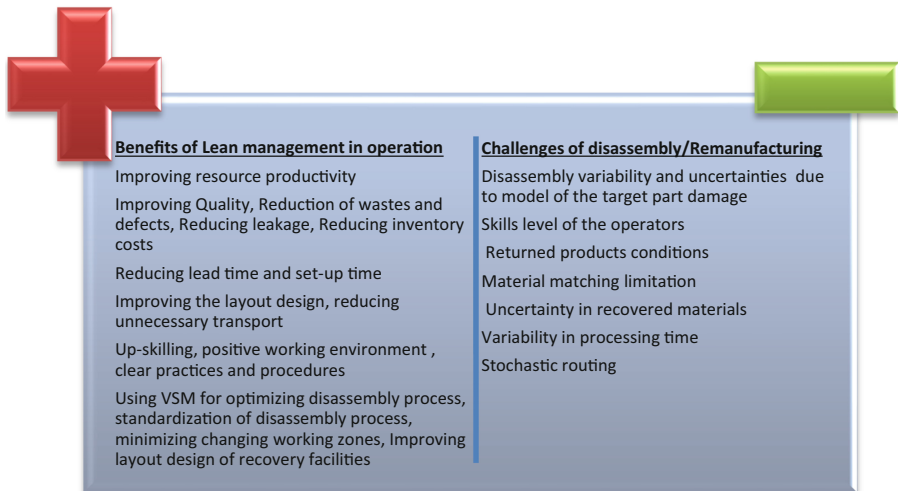 Benefits of Lean management in operation
Improving resource productivity
Improving Quality, Reduction of wastes and
defects, Reducing leakage, Reducing inventory
costs
Reducing lead time and set-up time
Improving the layout design, reducing
unnecessary transport
Up-skilling, positive working environment ,
clear practices and procedures
Using VSM for optimizing disassembly process,
standardization of disassembly process,
minimizing changing working zones, Improving
layout design of recovery facilities
Challenges of disassembly/Remanufacturing
Disassembly variability and uncertainties due
to model of the target part damage
Skills level of the operators
Returned products conditions
Material matching limitation
Uncertainty in recovered materials
Variability in processing time
Stochastic routing